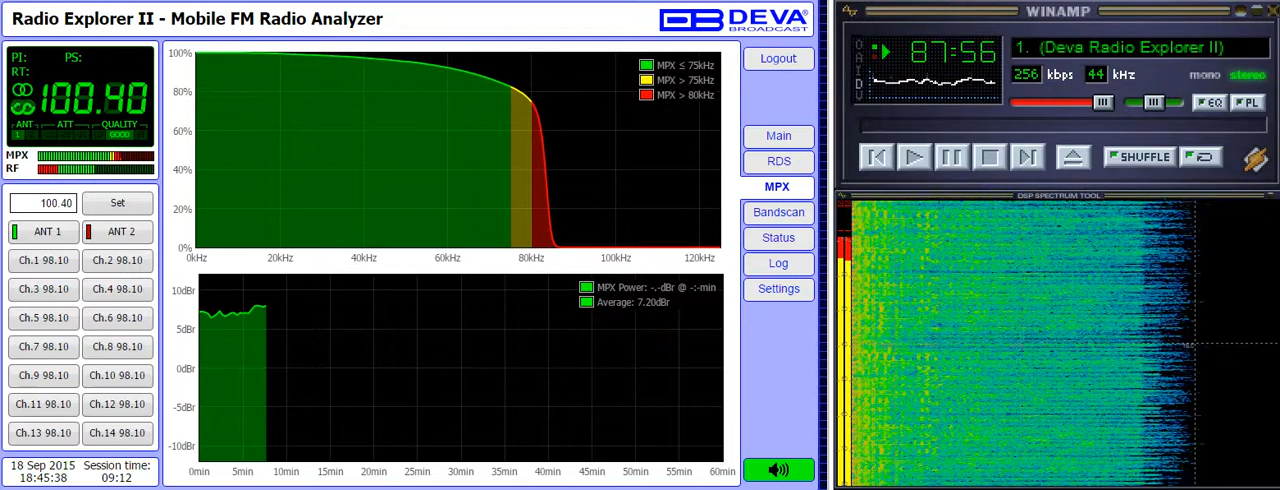 Radio Explorer II - Mobile FM Radio Analyzer
DEVA
BROADCAST
PI: PS:
RT:
100.40
ANT ATT QUALITY
1 GOOD
MPX
RF
100.40 Set
ANT 1 ANT 2
Ch.1 98.10 Ch.2 98.10
Ch.3 98.10 Ch.4 98.10
Ch.5 98.10 Ch.6 98.10
Ch.7 98.10 Ch.8 98.10
Ch.9 98.10 Ch.10 98.10
Ch.11 98.10 Ch.12 98.10
Ch.13 98.10 Ch.14 98.10
18 Sep 2015 Session time:
18:45:38 09:12
100%
80%
60%
40%
20%
0%
0kHz 20kHz 40kHz 60kHz 80kHz 100kHz 120kHz
MPX ≤ 75kHz
MPX > 75kHz
MPX > 80kHz
10dBr
5dBr
0dBr
-5dBr
-10dBr
0min 5min 10min 15min 20min 25min 30min 35min 40min 45min 50min 55min 60min
MPX Power: -.-dBr @ -:-min
Average: 7.20dBr
Logout
Main
RDS
MPX
Bandscan
Status
Log
Settings
WINAMP
O
A
I
D
V
87:56
1. (Deva Radio Explorer II)
256 kbps 44 kHz mono stereo
EQ PL
SHUFFLE
DSP SPECTRUM TOOL